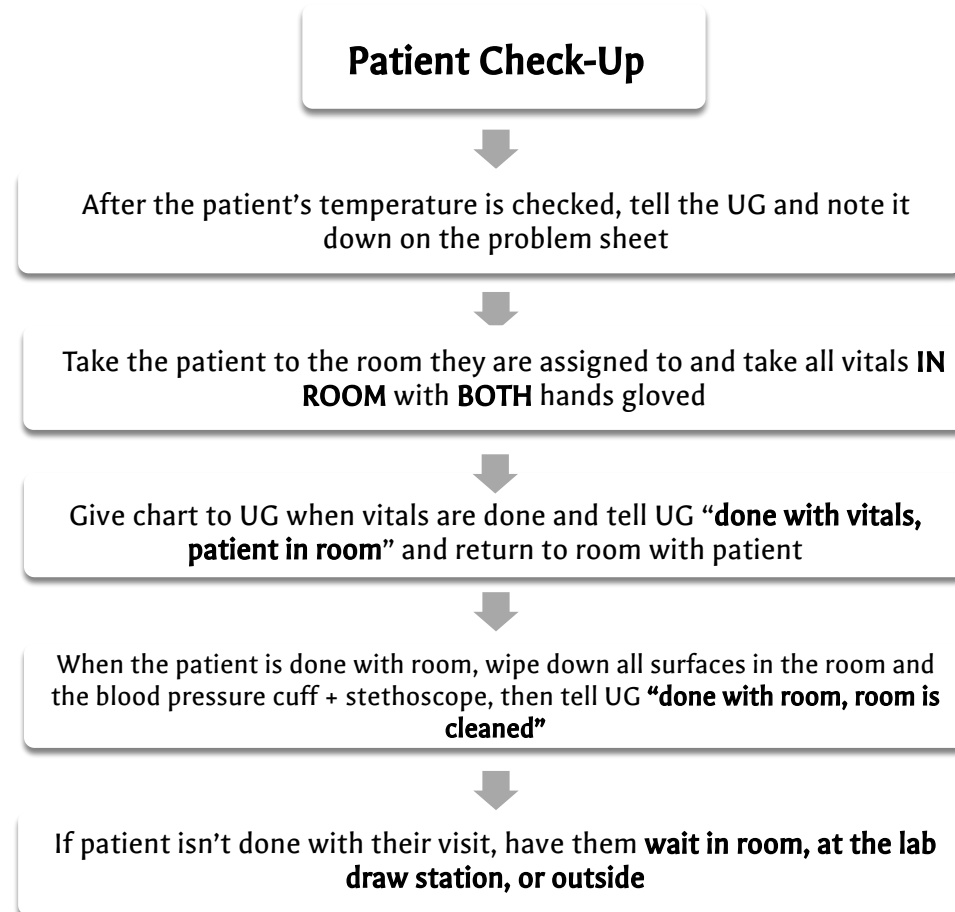 Patient Check-Up
After the patient’s temperature is checked, tell the UG and note it
down on the problem sheet
Take the patient to the room they are assigned to and take all vitals IN
ROOM with BOTH hands gloved
Give chart to UG when vitals are done and tell UG “done with vitals,
patient in room” and return to room with patient
When the patient is done with room, wipe down all surfaces in the room and
the blood pressure cuff + stethoscope, then tell UG “done with room, room is
cleaned”
If patient isn’t done with their visit, have them wait in room, at the lab
draw station, or outside